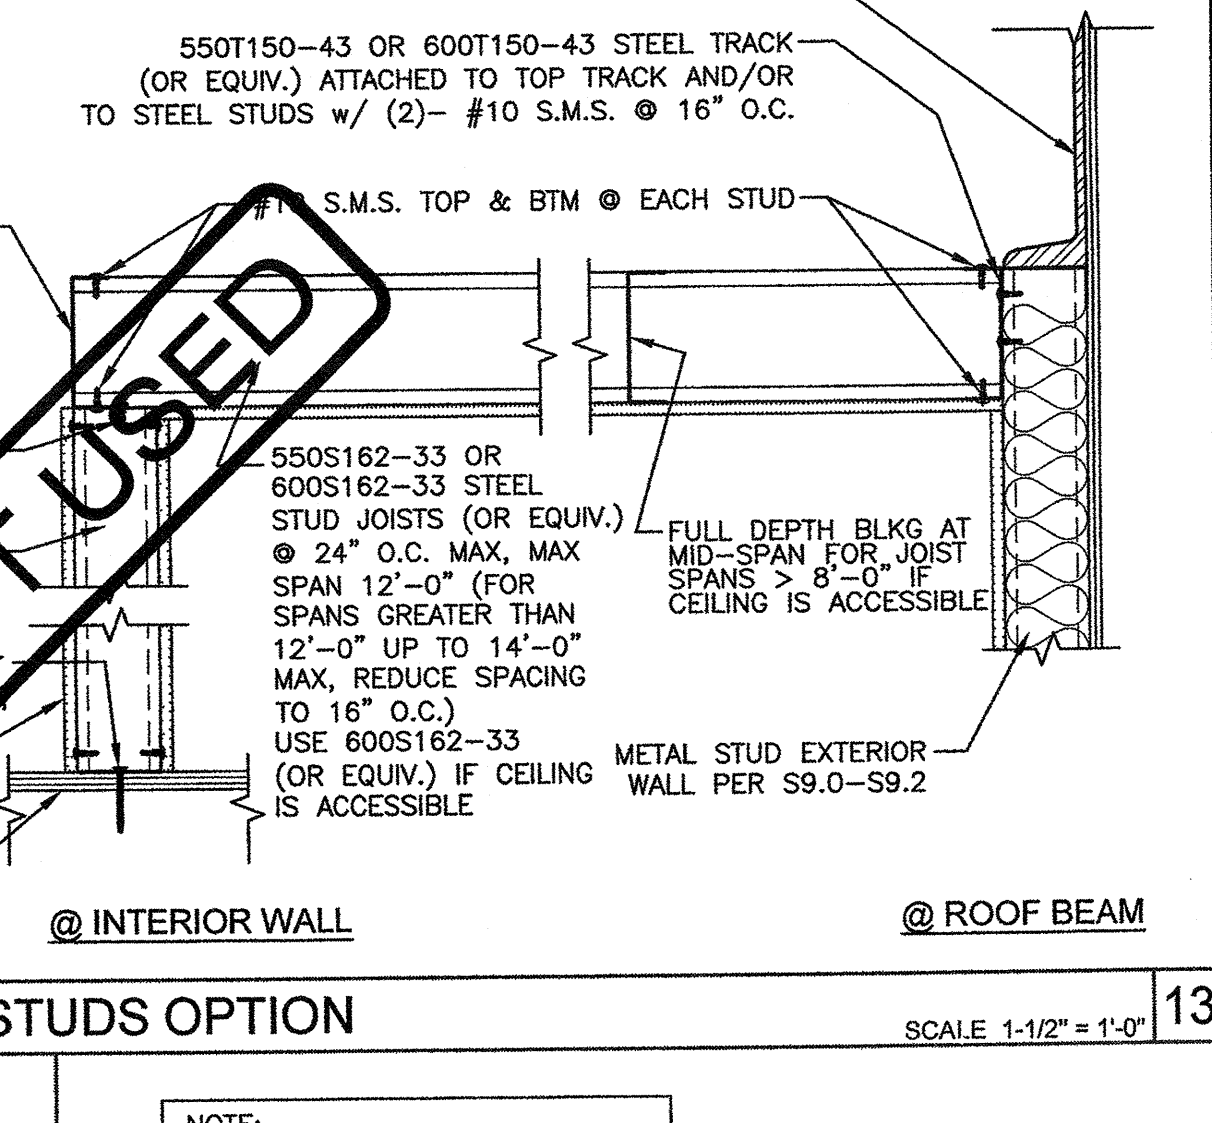 550T150-43 OR 600T150-43 STEEL TRACK
(OR EQUIV.) ATTACHED TO TOP TRACK AND/OR
TO STEEL STUDS w/ (2)- #10 S.M.S. @ 16" O.C.
#10 S.M.S. TOP & BTM @ EACH STUD
USED
550S162-33 OR
600S162-33 STEEL
STUD JOISTS (OR EQUIV.)
@ 24" O.C. MAX, MAX
SPAN 12'-0" (FOR
SPANS GREATER THAN
12'-0" UP TO 14'-0"
MAX, REDUCE SPACING
TO 16" O.C.)
USE 600S162-33
(OR EQUIV.) IF CEILING
IS ACCESSIBLE
FULL DEPTH BLKG AT
MID-SPAN FOR JOIST
SPANS > 8'-0" IF
CEILING IS ACCESSIBLE
METAL STUD EXTERIOR
WALL PER S9.0-S9.2
@ INTERIOR WALL
@ ROOF BEAM
STUDS OPTION
SCALE 1-1/2" = 1'-0"
13
NOTE: